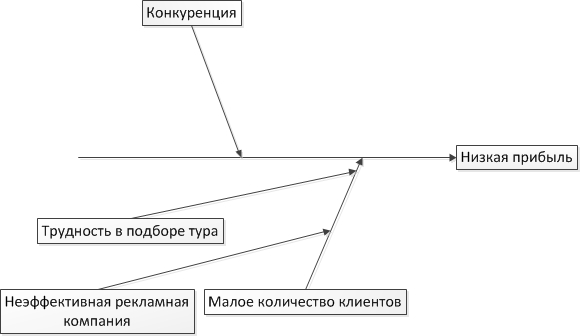 Конкуренция
Низкая прибыль
Трудность в подборе тура
Неэффективная рекламная
компания
Малое количество клиентов